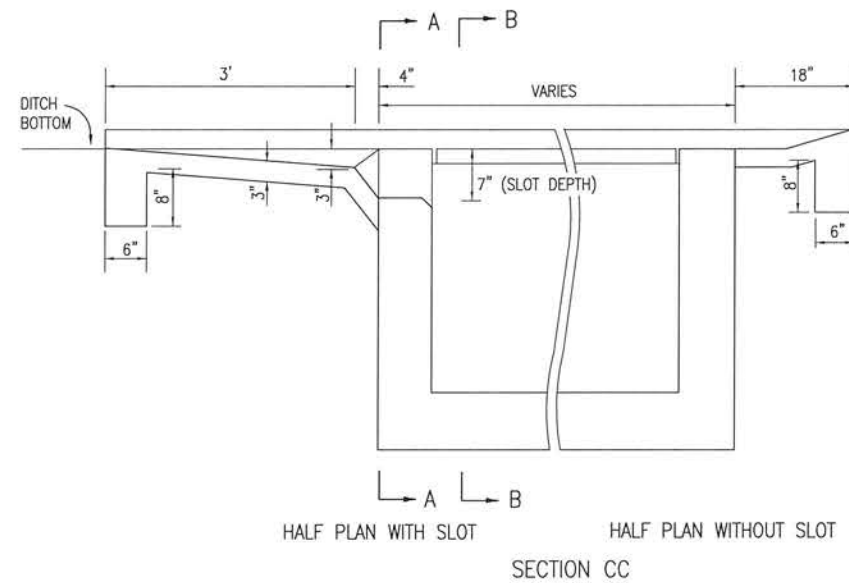 A
B
3'
4"
18"
VARIES
DITCH
BOTTOM
7" (SLOT DEPTH)
8"
3"
3"
8"
6"
6"
A
B
HALF PLAN WITH SLOT
HALF PLAN WITHOUT SLOT
SECTION CC